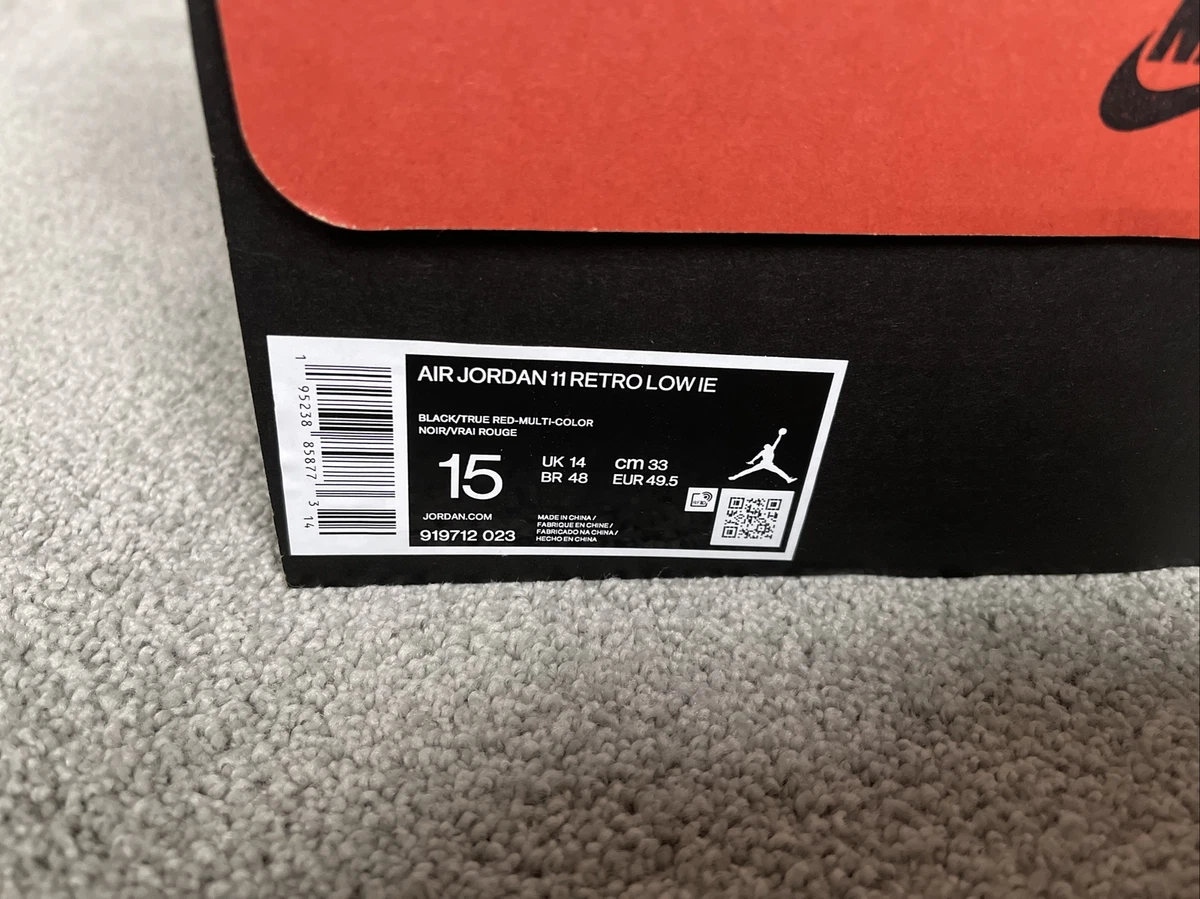 AIR JORDAN 11 RETRO LOW IE
BLACK/TRUE RED-MULTI-COLOR
NOIR/VRAI ROUGE
15
UK 14
cm 33
BR 48
EUR 49.5
JORDAN.COM
919712 023
MADE IN CHINA /
FABRIQUE EN CHINE /
FABRICADO NA CHINA /
HECHO EN CHINA
1 95238 85877 3 14